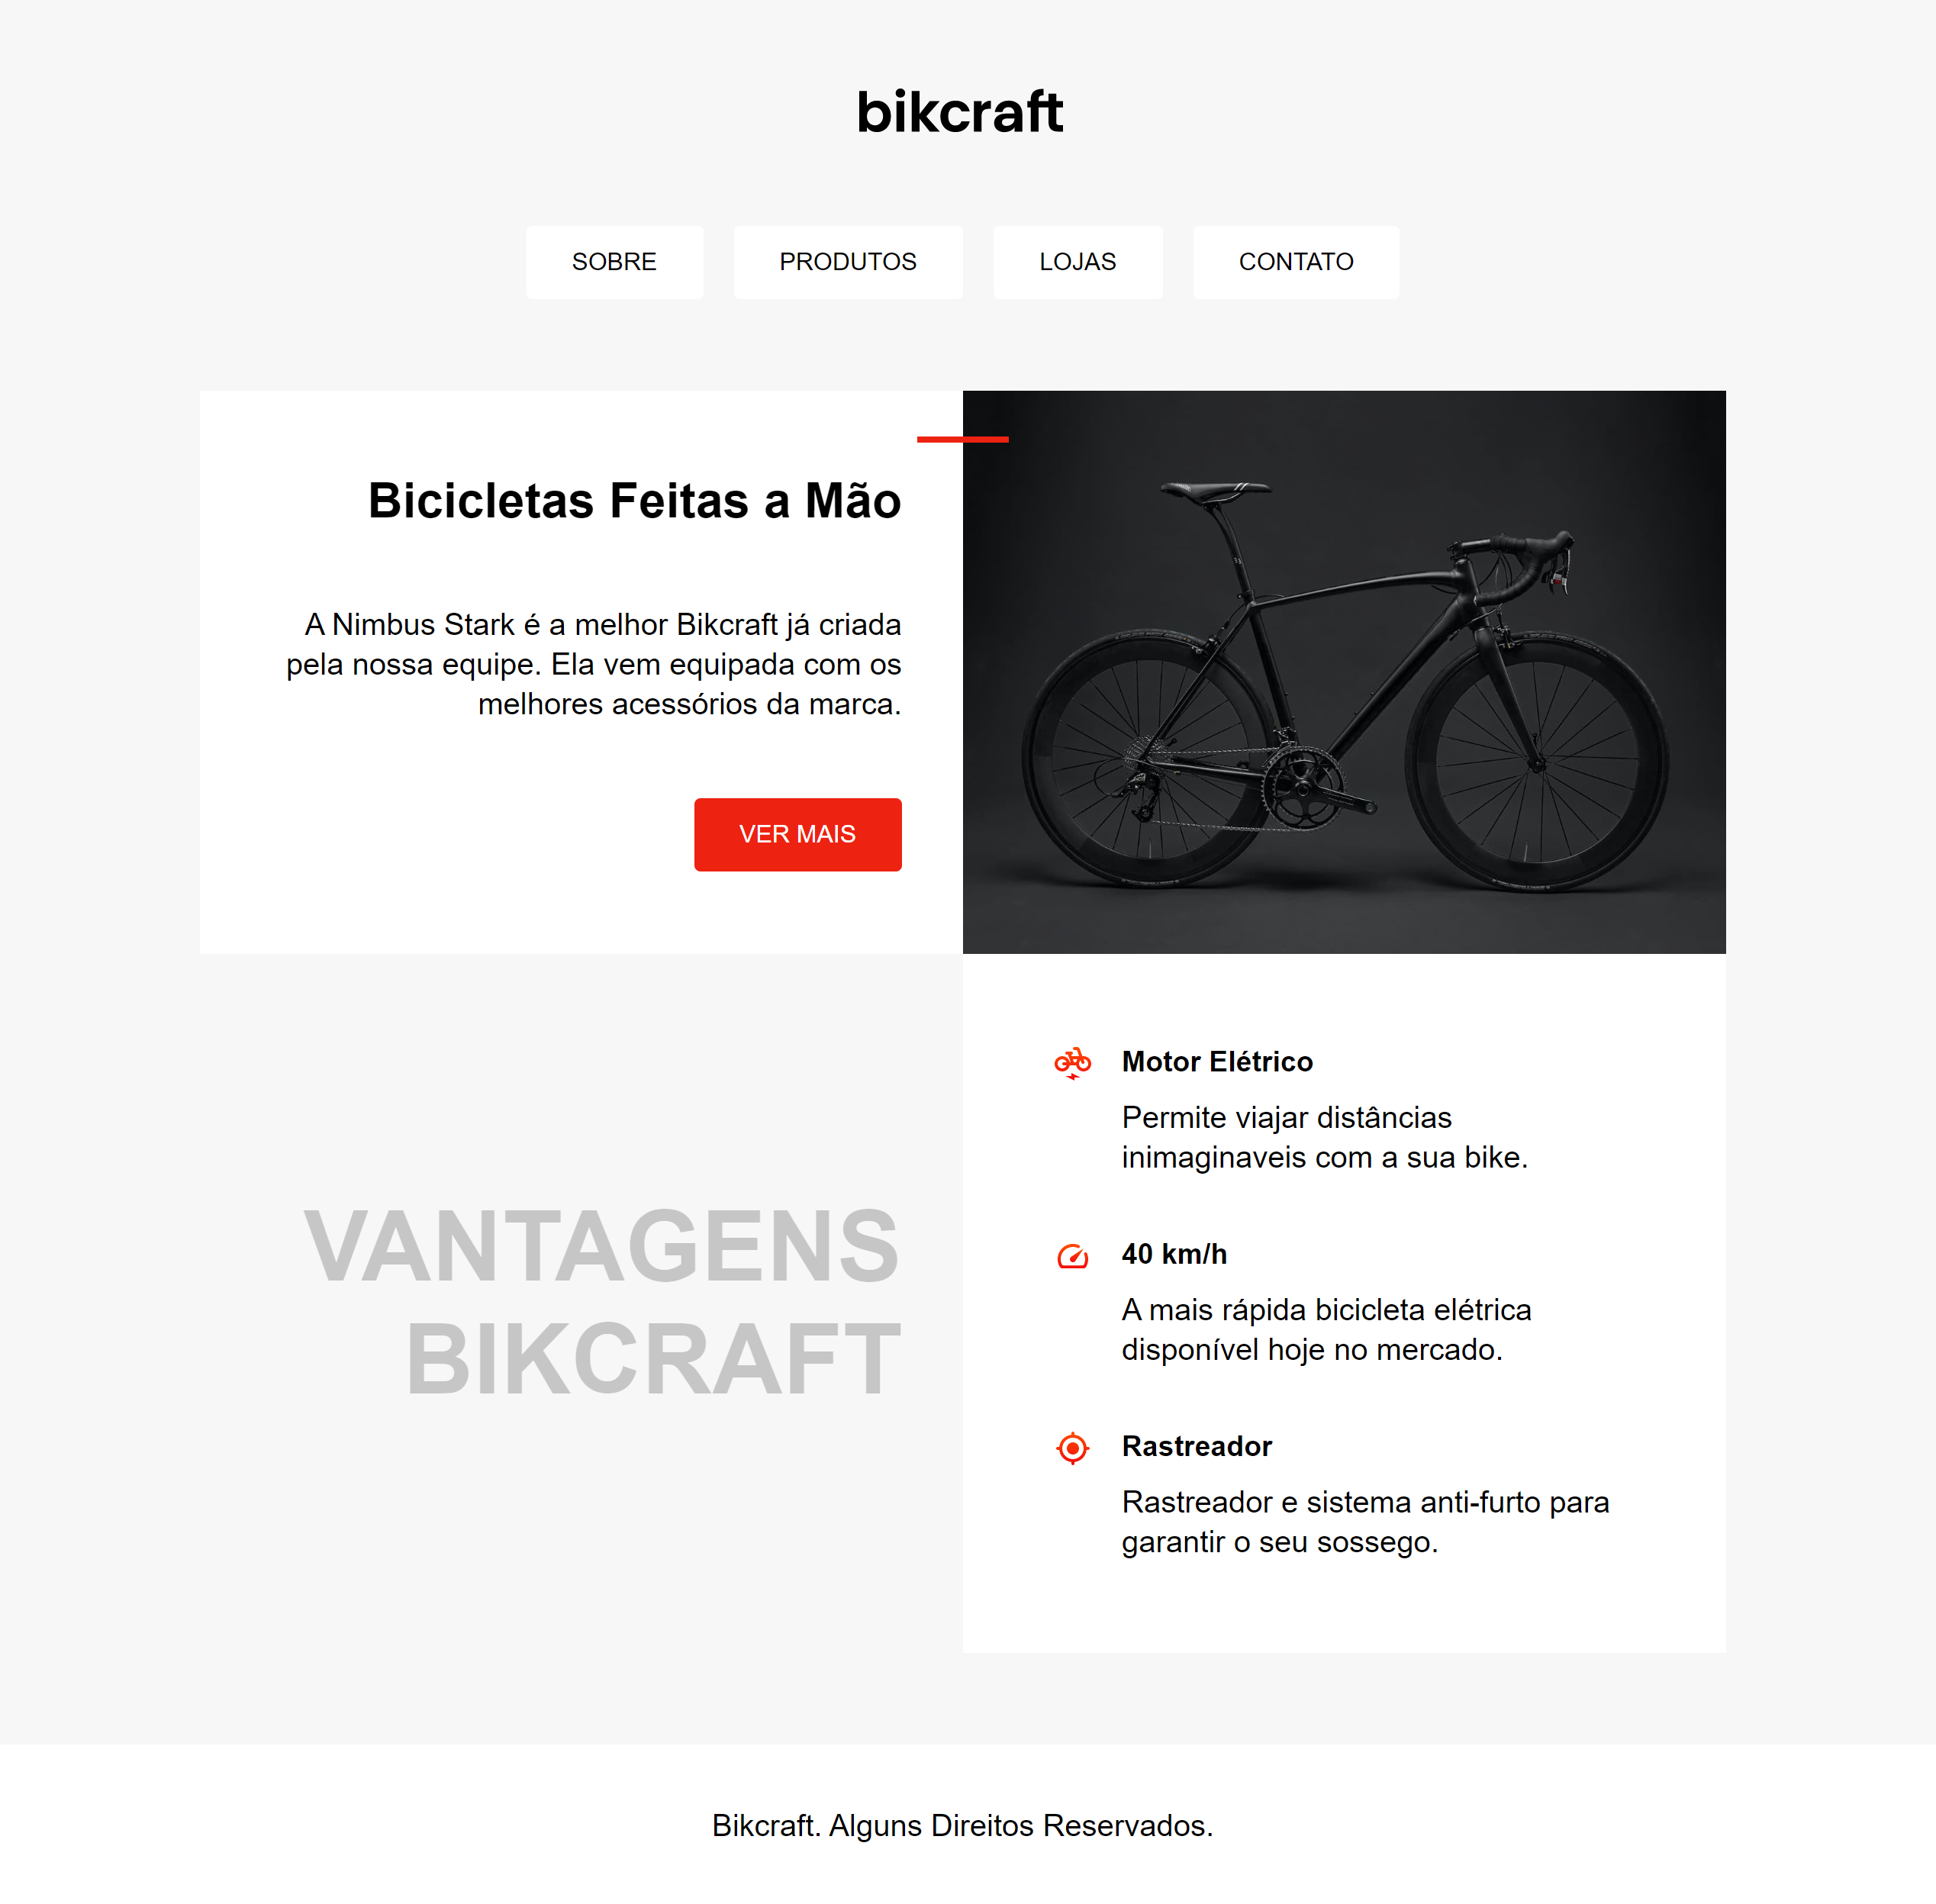 bikcraft
SOBRE
PRODUTOS
LOJAS
CONTATO
Bicicletas Feitas a Mão
A Nimbus Stark é a melhor Bikcraft já criada
pela nossa equipe. Ela vem equipada com os
melhores acessórios da marca.
VER MAIS
VANTAGENS
BIKCRAFT
Motor Elétrico
Permite viajar distâncias
inimaginaveis com a sua bike.
40 km/h
A mais rápida bicicleta elétrica
disponível hoje no mercado.
Rastreador
Rastreador e sistema anti-furto para
garantir o seu sossego.
Bikcraft. Alguns Direitos Reservados.